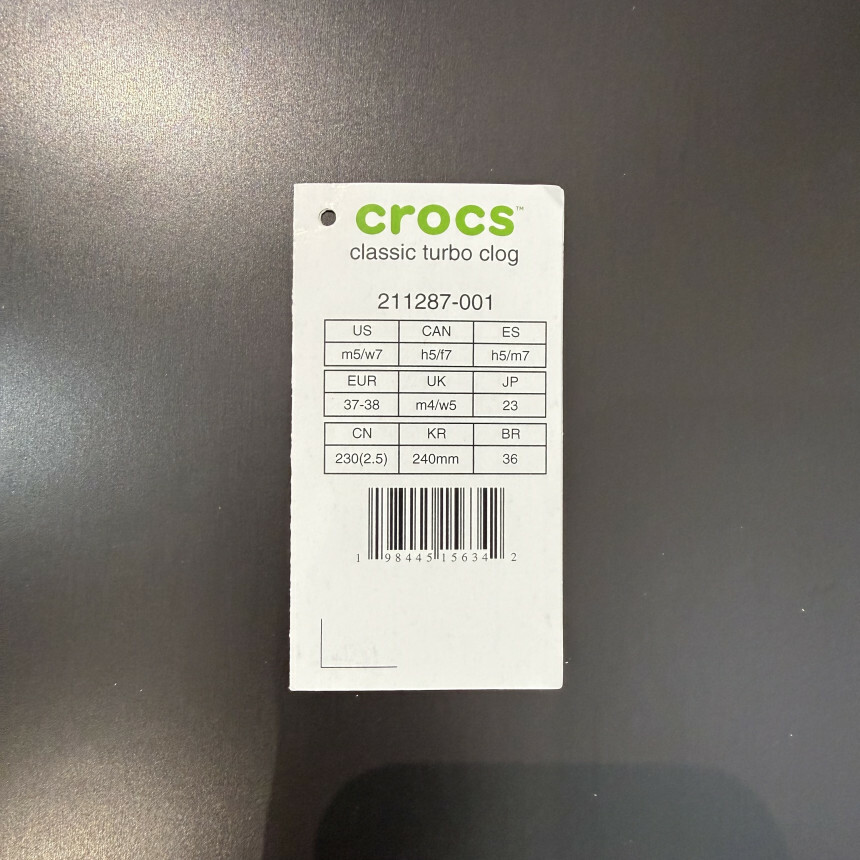 crocs™
classic turbo clog
211287-001
US CAN ES
m5/w7 h5/f7 h5/m7
EUR UK JP
37-38 m4/w5 23
CN KR BR
230(2.5) 240mm 36
1 98445 15634 2